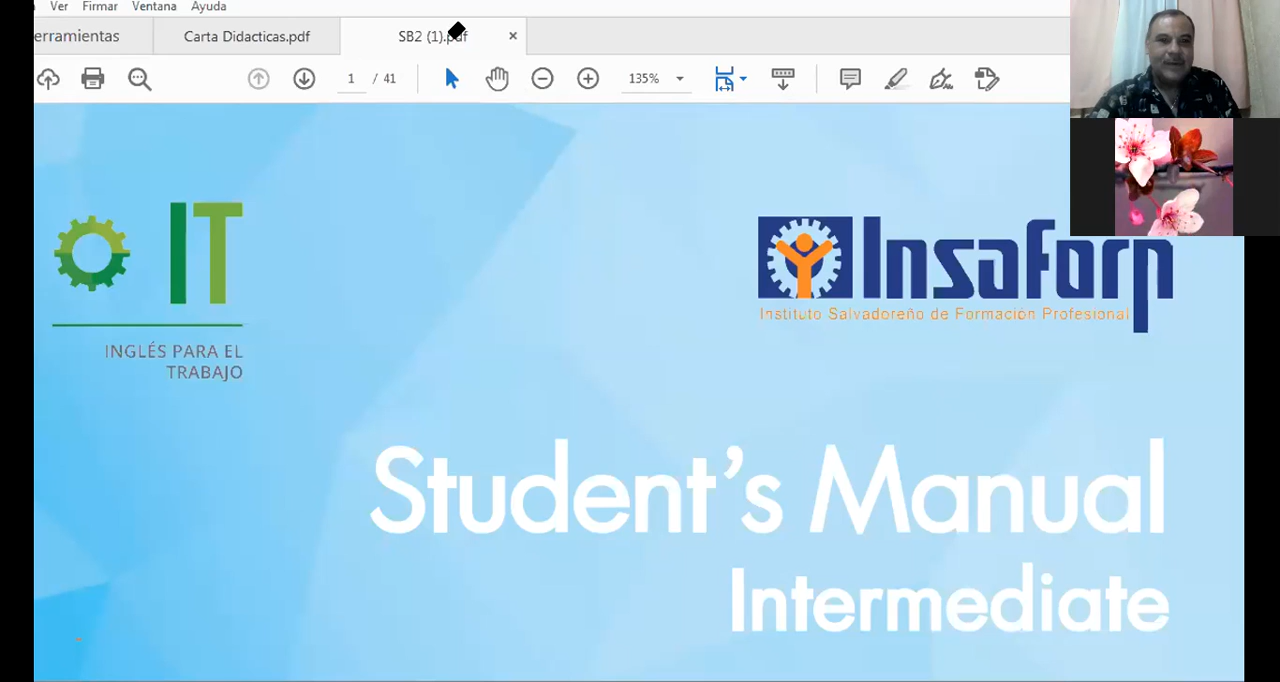 Ver Firmar Ventana Ayuda
erramientas Carta Didacticas.pdf SB2 (1).pdf ×
1 / 41 135%
IT
INGLÉS PARA EL
TRABAJO
Insaforp
Instituto Salvadoreño de Formación Profesional
Student's Manual
Intermediate